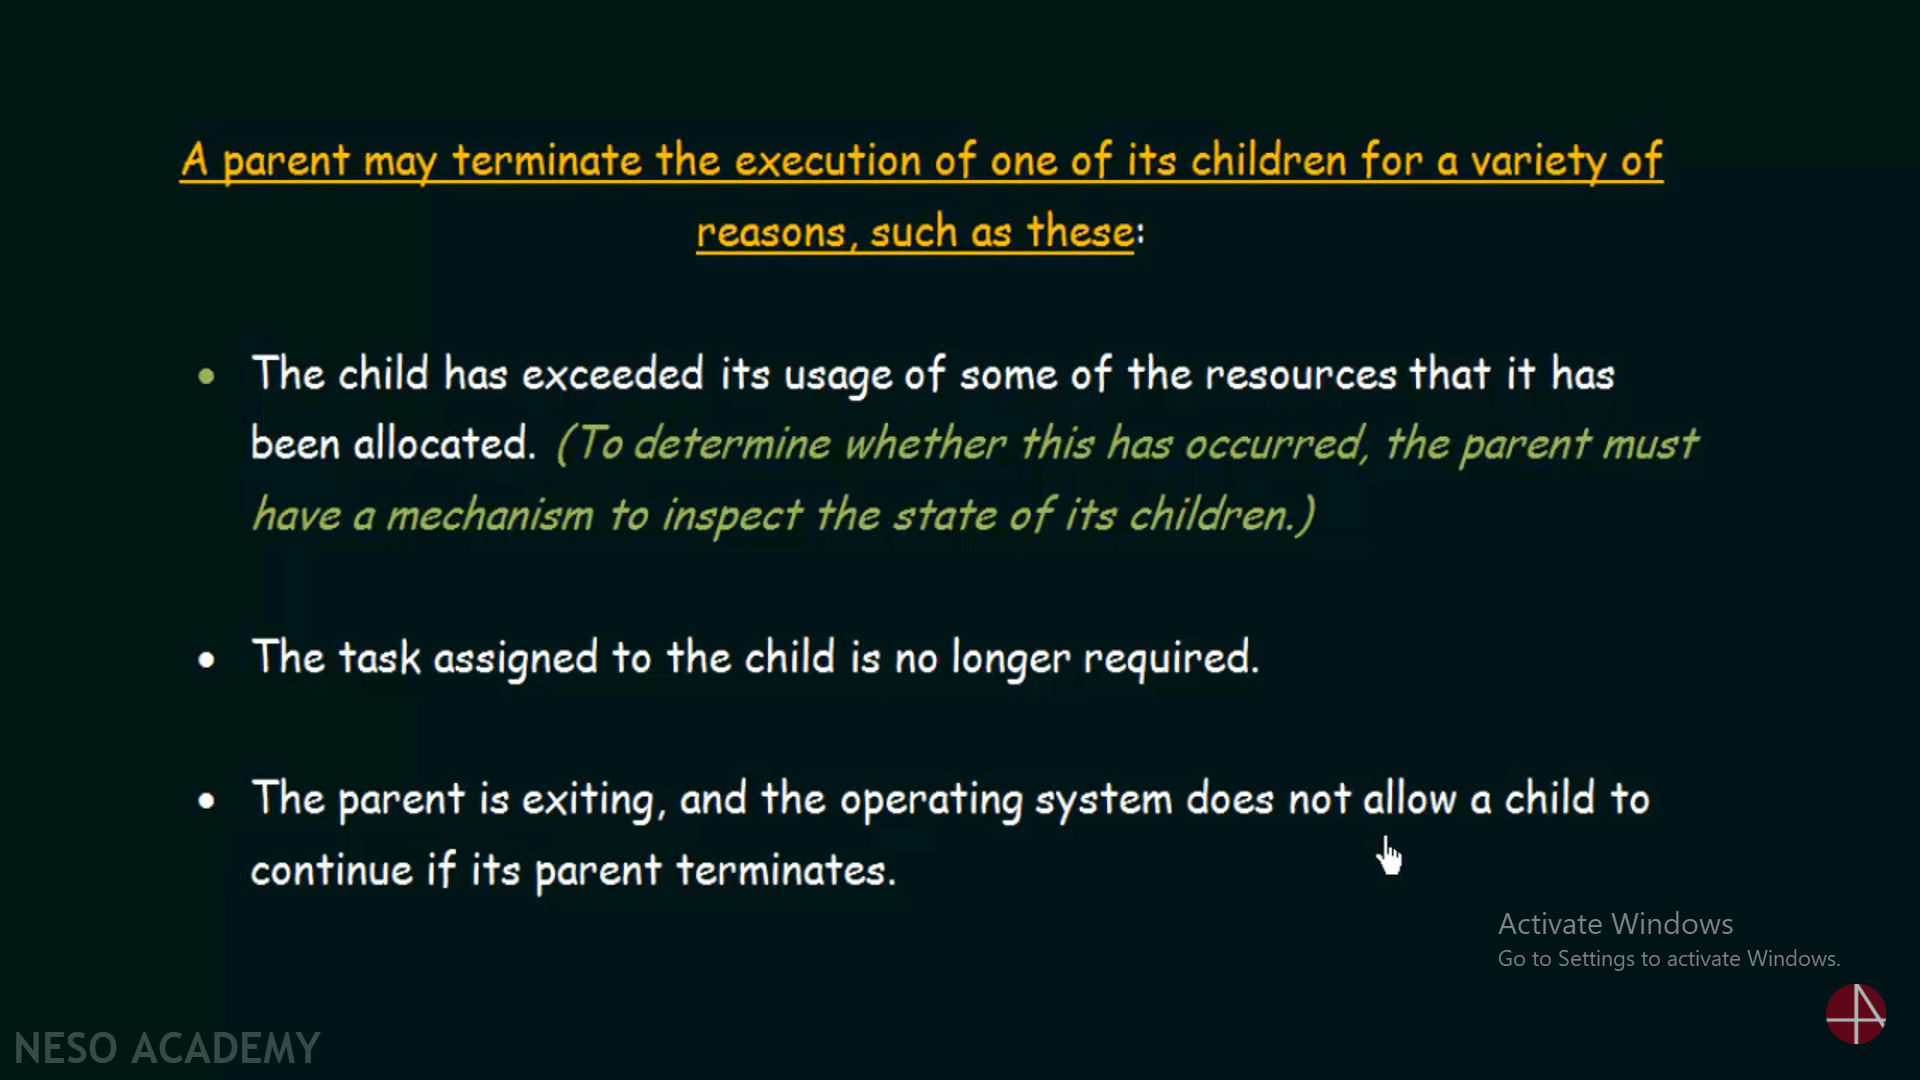 A parent may terminate the execution of one of its children for a variety of
reasons, such as these:
• The child has exceeded its usage of some of the resources that it has
been allocated. (To determine whether this has occurred, the parent must
have a mechanism to inspect the state of its children.)
• The task assigned to the child is no longer required.
• The parent is exiting, and the operating system does not allow a child to
continue if its parent terminates.
Activate Windows
Go to Settings to activate Windows.
NESO ACADEMY